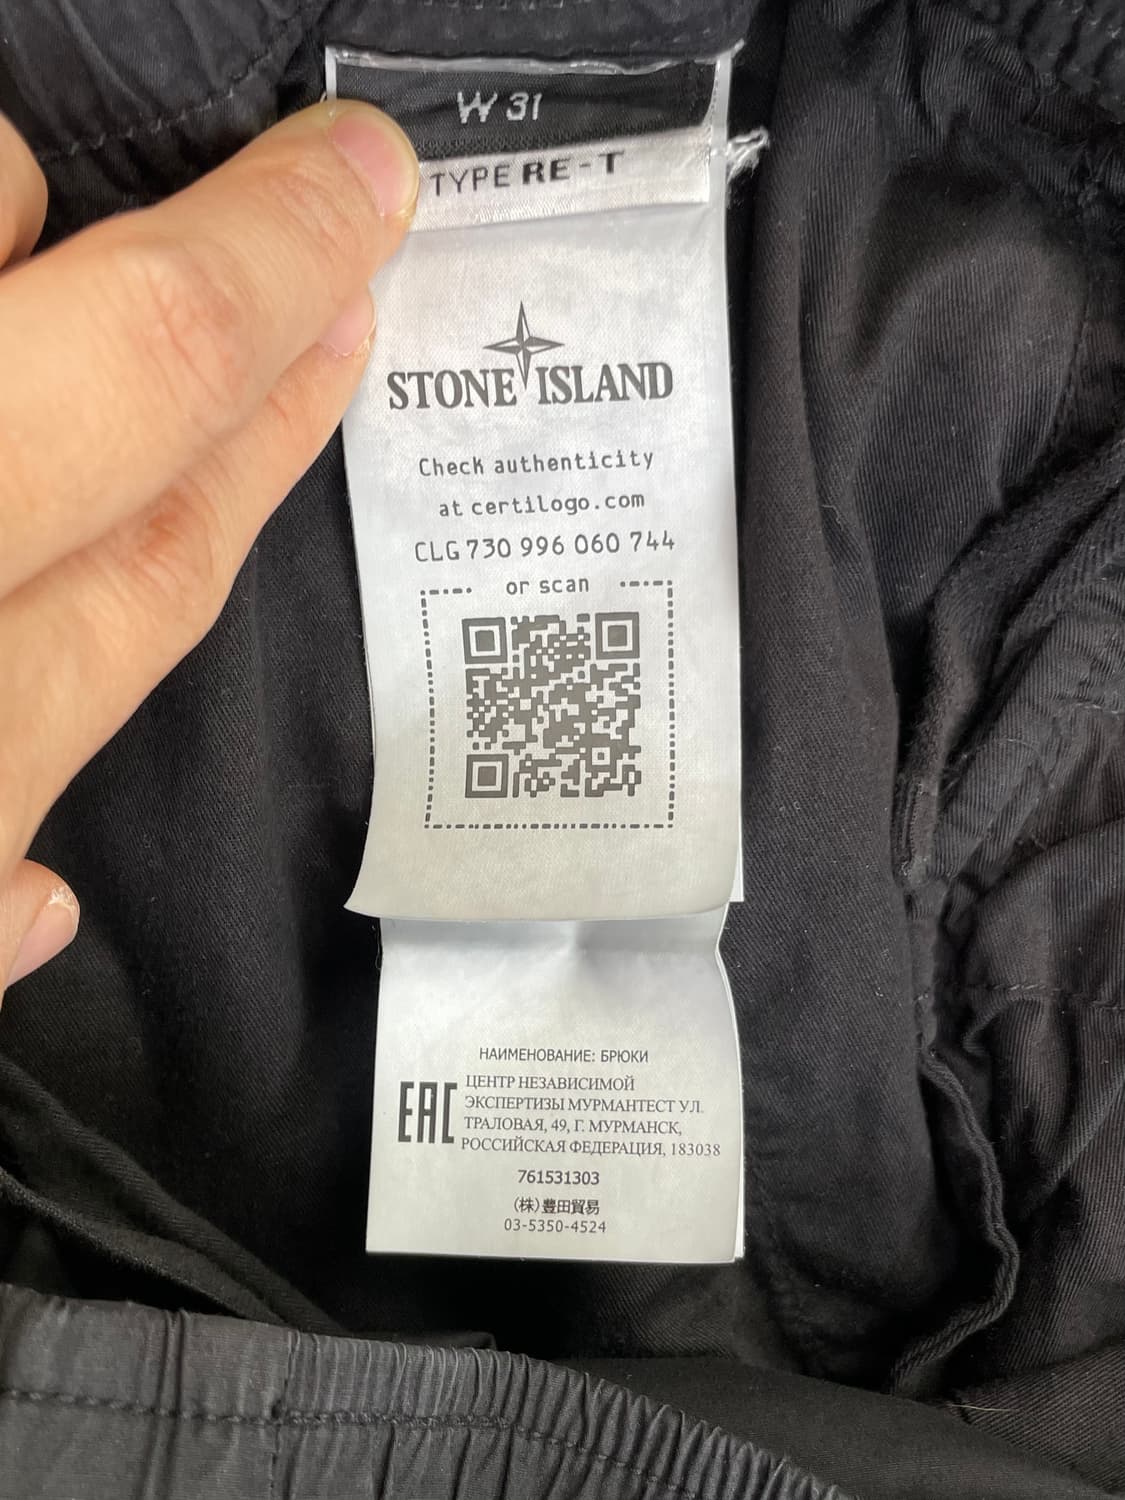 W 31
TYPE RE-T
STONE ISLAND
Check authenticity
at certilogo.com
CLG 730 996 060 744
or scan
НАИМЕНОВАНИЕ: БРЮКИ
EAC
ЦЕНТР НЕЗАВИСИМОЙ
ЭКСПЕРТИЗЫ МУРМАНТЕСТ УЛ.
ТРАЛОВАЯ, 49, Г. МУРМАНСК,
РОССИЙСКАЯ ФЕДЕРАЦИЯ, 183038
761531303
(株)豊田貿易
03-5350-4524